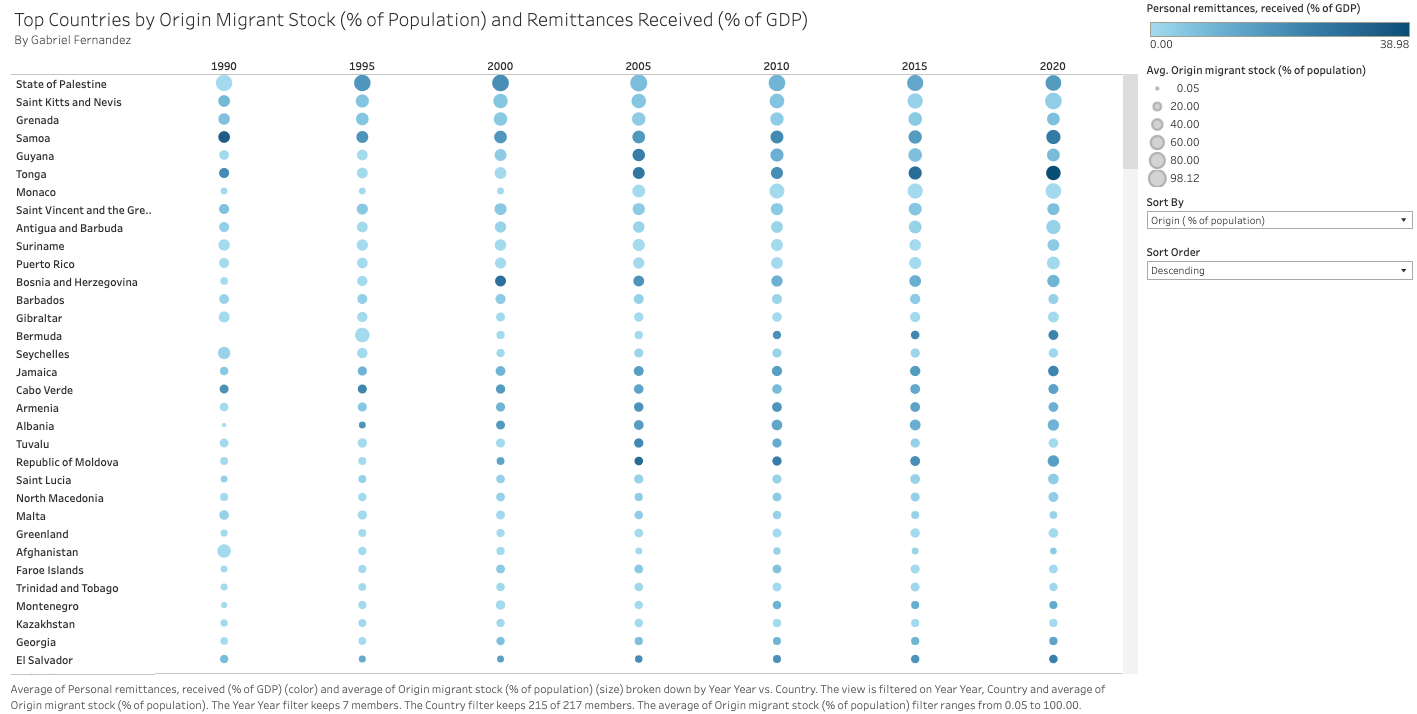 Top Countries by Origin Migrant Stock (% of Population) and Remittances Received (% of GDP)
By Gabriel Fernandez
1990 1995 2000 2005 2010 2015 2020
State of Palestine
Saint Kitts and Nevis
Grenada
Samoa
Guyana
Tonga
Monaco
Saint Vincent and the Gre..
Antigua and Barbuda
Suriname
Puerto Rico
Bosnia and Herzegovina
Barbados
Gibraltar
Bermuda
Seychelles
Jamaica
Cabo Verde
Armenia
Albania
Tuvalu
Republic of Moldova
Saint Lucia
North Macedonia
Malta
Greenland
Afghanistan
Faroe Islands
Trinidad and Tobago
Montenegro
Kazakhstan
Georgia
El Salvador
Average of Personal remittances, received (% of GDP) (color) and average of Origin migrant stock (% of population) (size) broken down by Year Year vs. Country. The view is filtered on Year Year, Country and average of
Origin migrant stock (% of population). The Year Year filter keeps 7 members. The Country filter keeps 215 of 217 members. The average of Origin migrant stock (% of population) filter ranges from 0.05 to 100.00.
Personal remittances, received (% of GDP)
0.00 38.98
Avg. Origin migrant stock (% of population)
0.05
20.00
40.00
60.00
80.00
98.12
Sort By
Origin ( % of population)
Sort Order
Descending